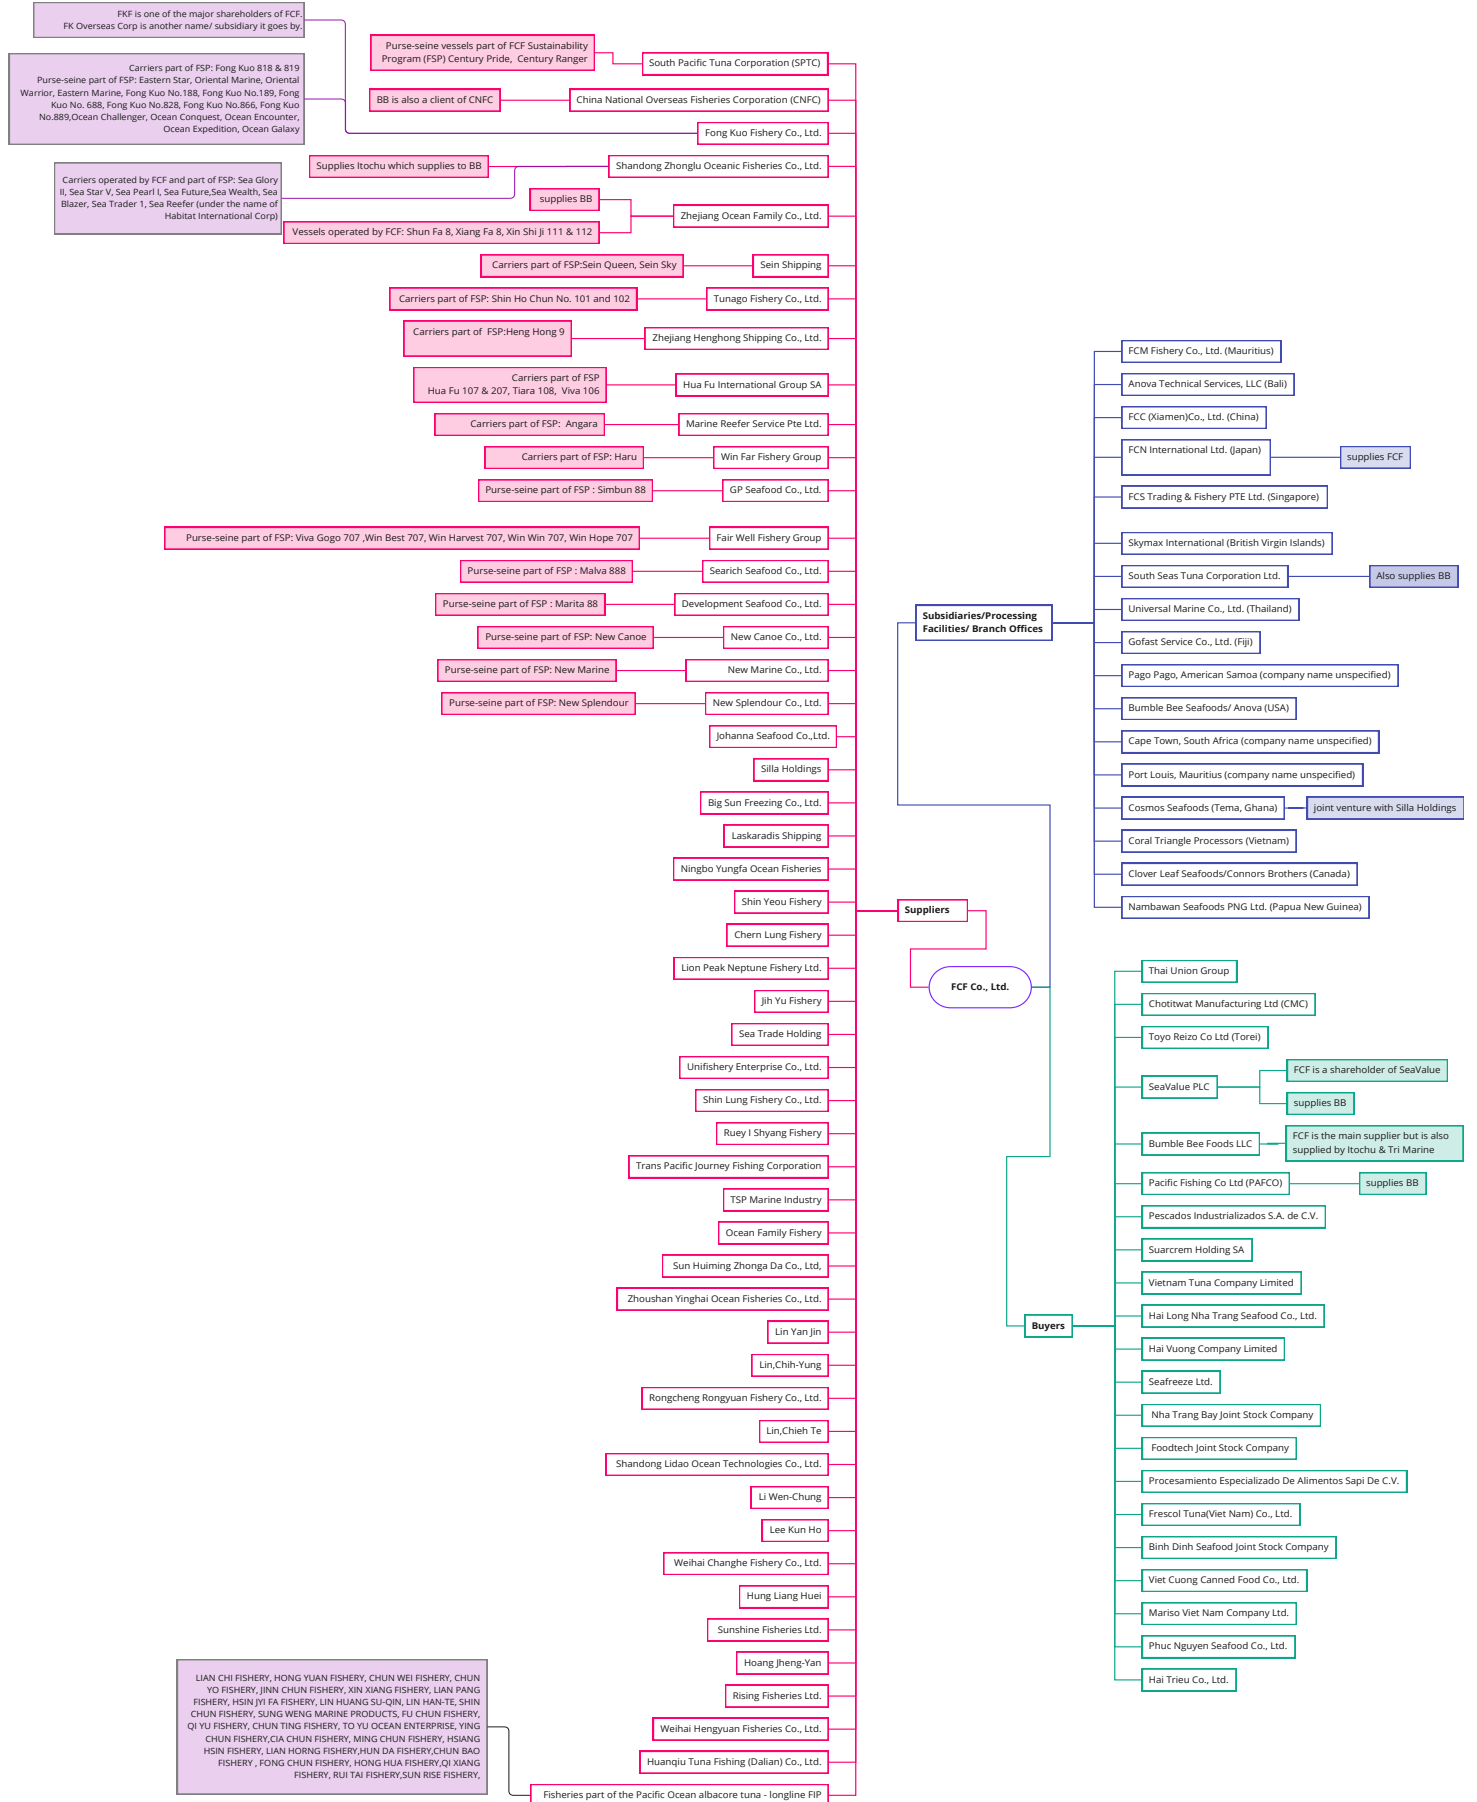 FKF is one of the major shareholders of FCF.
FK Overseas Corp is another name/ subsidiary it goes by.
Carriers part of FSP: Fong Kuo 818 & 819
Purse-seine part of FSP: Eastern Star, Oriental Marine, Oriental
Warrior, Eastern Marine, Fong Kuo No.188, Fong Kuo No.189, Fong
Kuo No. 688, Fong Kuo No.828, Fong Kuo No.866, Fong Kuo
No.889,Ocean Challenger, Ocean Conquest, Ocean Encounter,
Ocean Expedition, Ocean Galaxy
Purse-seine vessels part of FCF Sustainability
Program (FSP) Century Pride, Century Ranger
South Pacific Tuna Corporation (SPTC)
BB is also a client of CNFC
China National Overseas Fisheries Corporation (CNFC)
Fong Kuo Fishery Co., Ltd.
Supplies Itochu which supplies to BB
Shandong Zhonglu Oceanic Fisheries Co., Ltd.
Carriers operated by FCF and part of FSP: Sea Glory
II, Sea Star V, Sea Pearl I, Sea Future,Sea Wealth, Sea
Blazer, Sea Trader 1, Sea Reefer (under the name of
Habitat International Corp)
supplies BB
Zhejiang Ocean Family Co., Ltd.
Vessels operated by FCF: Shun Fa 8, Xiang Fa 8, Xin Shi Ji 111 & 112
Carriers part of FSP:Sein Queen, Sein Sky
Sein Shipping
Carriers part of FSP: Shin Ho Chun No. 101 and 102
Tunago Fishery Co., Ltd.
Carriers part of FSP:Heng Hong 9
Zhejiang Henghong Shipping Co., Ltd.
Carriers part of FSP
Hua Fu 107 & 207, Tiara 108, Viva 106
Hua Fu International Group SA
Carriers part of FSP: Angara
Marine Reefer Service Pte Ltd.
Carriers part of FSP: Haru
Win Far Fishery Group
Purse-seine part of FSP : Simbun 88
GP Seafood Co., Ltd.
Purse-seine part of FSP: Viva Gogo 707 ,Win Best 707, Win Harvest 707, Win Win 707, Win Hope 707
Fair Well Fishery Group
Purse-seine part of FSP : Malva 888
Searich Seafood Co., Ltd.
Purse-seine part of FSP : Marita 88
Development Seafood Co., Ltd.
Purse-seine part of FSP: New Canoe
New Canoe Co., Ltd.
Purse-seine part of FSP: New Marine
New Marine Co., Ltd.
Purse-seine part of FSP: New Splendour
New Splendour Co., Ltd.
Johanna Seafood Co.,Ltd.
Silla Holdings
Big Sun Freezing Co., Ltd.
Laskaradis Shipping
Ningbo Yungfa Ocean Fisheries
Shin Yeou Fishery
Chern Lung Fishery
Lion Peak Neptune Fishery Ltd.
Jih Yu Fishery
Sea Trade Holding
Unifishery Enterprise Co., Ltd.
Shin Lung Fishery Co., Ltd.
Ruey I Shyang Fishery
Trans Pacific Journey Fishing Corporation
TSP Marine Industry
Ocean Family Fishery
Sun Huiming Zhonga Da Co., Ltd,
Zhoushan Yinghai Ocean Fisheries Co., Ltd.
Lin Yan Jin
Lin,Chih-Yung
Rongcheng Rongyuan Fishery Co., Ltd.
Lin,Chieh Te
Shandong Lidao Ocean Technologies Co., Ltd.
Li Wen-Chung
Lee Kun Ho
Weihai Changhe Fishery Co., Ltd.
Hung Liang Huei
Sunshine Fisheries Ltd.
Hoang Jheng-Yan
Rising Fisheries Ltd.
Weihai Hengyuan Fisheries Co., Ltd.
Huanqiu Tuna Fishing (Dalian) Co., Ltd.
Fisheries part of the Pacific Ocean albacore tuna - longline FIP
LIAN CHI FISHERY, HONG YUAN FISHERY, CHUN WEI FISHERY, CHUN
YO FISHERY, JINN CHUN FISHERY, XIN XIANG FISHERY, LIAN PANG
FISHERY, HSIN JYI FA FISHERY, LIN HUANG SU-QIN, LIN HAN-TE, SHIN
CHUN FISHERY, SUNG WENG MARINE PRODUCTS, FU CHUN FISHERY,
QI YU FISHERY, CHUN TING FISHERY, TO YU OCEAN ENTERPRISE, YING
CHUN FISHERY,CIA CHUN FISHERY, MING CHUN FISHERY, HSIANG
HSIN FISHERY, LIAN HORNG FISHERY,HUN DA FISHERY,CHUN BAO
FISHERY , FONG CHUN FISHERY, HONG HUA FISHERY,QI XIANG
FISHERY, RUI TAI FISHERY,SUN RISE FISHERY,
Suppliers
FCF Co., Ltd.
Subsidiaries/Processing
Facilities/ Branch Offices
FCM Fishery Co., Ltd. (Mauritius)
Anova Technical Services, LLC (Bali)
FCC (Xiamen)Co., Ltd. (China)
FCN International Ltd. (Japan)
supplies FCF
FCS Trading & Fishery PTE Ltd. (Singapore)
Skymax International (British Virgin Islands)
South Seas Tuna Corporation Ltd.
Also supplies BB
Universal Marine Co., Ltd. (Thailand)
Gofast Service Co., Ltd. (Fiji)
Pago Pago, American Samoa (company name unspecified)
Bumble Bee Seafoods/ Anova (USA)
Cape Town, South Africa (company name unspecified)
Port Louis, Mauritius (company name unspecified)
Cosmos Seafoods (Tema, Ghana)
joint venture with Silla Holdings
Coral Triangle Processors (Vietnam)
Clover Leaf Seafoods/Connors Brothers (Canada)
Nambawan Seafoods PNG Ltd. (Papua New Guinea)
Buyers
Thai Union Group
Chotitwat Manufacturing Ltd (CMC)
Toyo Reizo Co Ltd (Torei)
SeaValue PLC
FCF is a shareholder of SeaValue
supplies BB
Bumble Bee Foods LLC
FCF is the main supplier but is also
supplied by Itochu & Tri Marine
Pacific Fishing Co Ltd (PAFCO)
supplies BB
Pescados Industrializados S.A. de C.V.
Suarcrem Holding SA
Vietnam Tuna Company Limited
Hai Long Nha Trang Seafood Co., Ltd.
Hai Vuong Company Limited
Seafreeze Ltd.
Nha Trang Bay Joint Stock Company
Foodtech Joint Stock Company
Procesamiento Especializado De Alimentos Sapi De C.V.
Frescol Tuna(Viet Nam) Co., Ltd.
Binh Dinh Seafood Joint Stock Company
Viet Cuong Canned Food Co., Ltd.
Mariso Viet Nam Company Ltd.
Phuc Nguyen Seafood Co., Ltd.
Hai Trieu Co., Ltd.